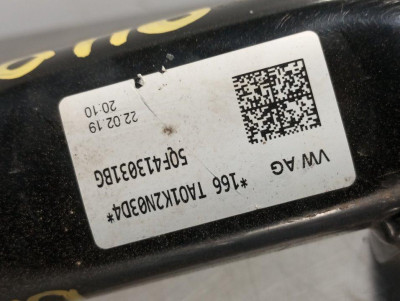 VW AG
*166 TA01K2N03D4*
5QF413031BG
22.02.19
20:10